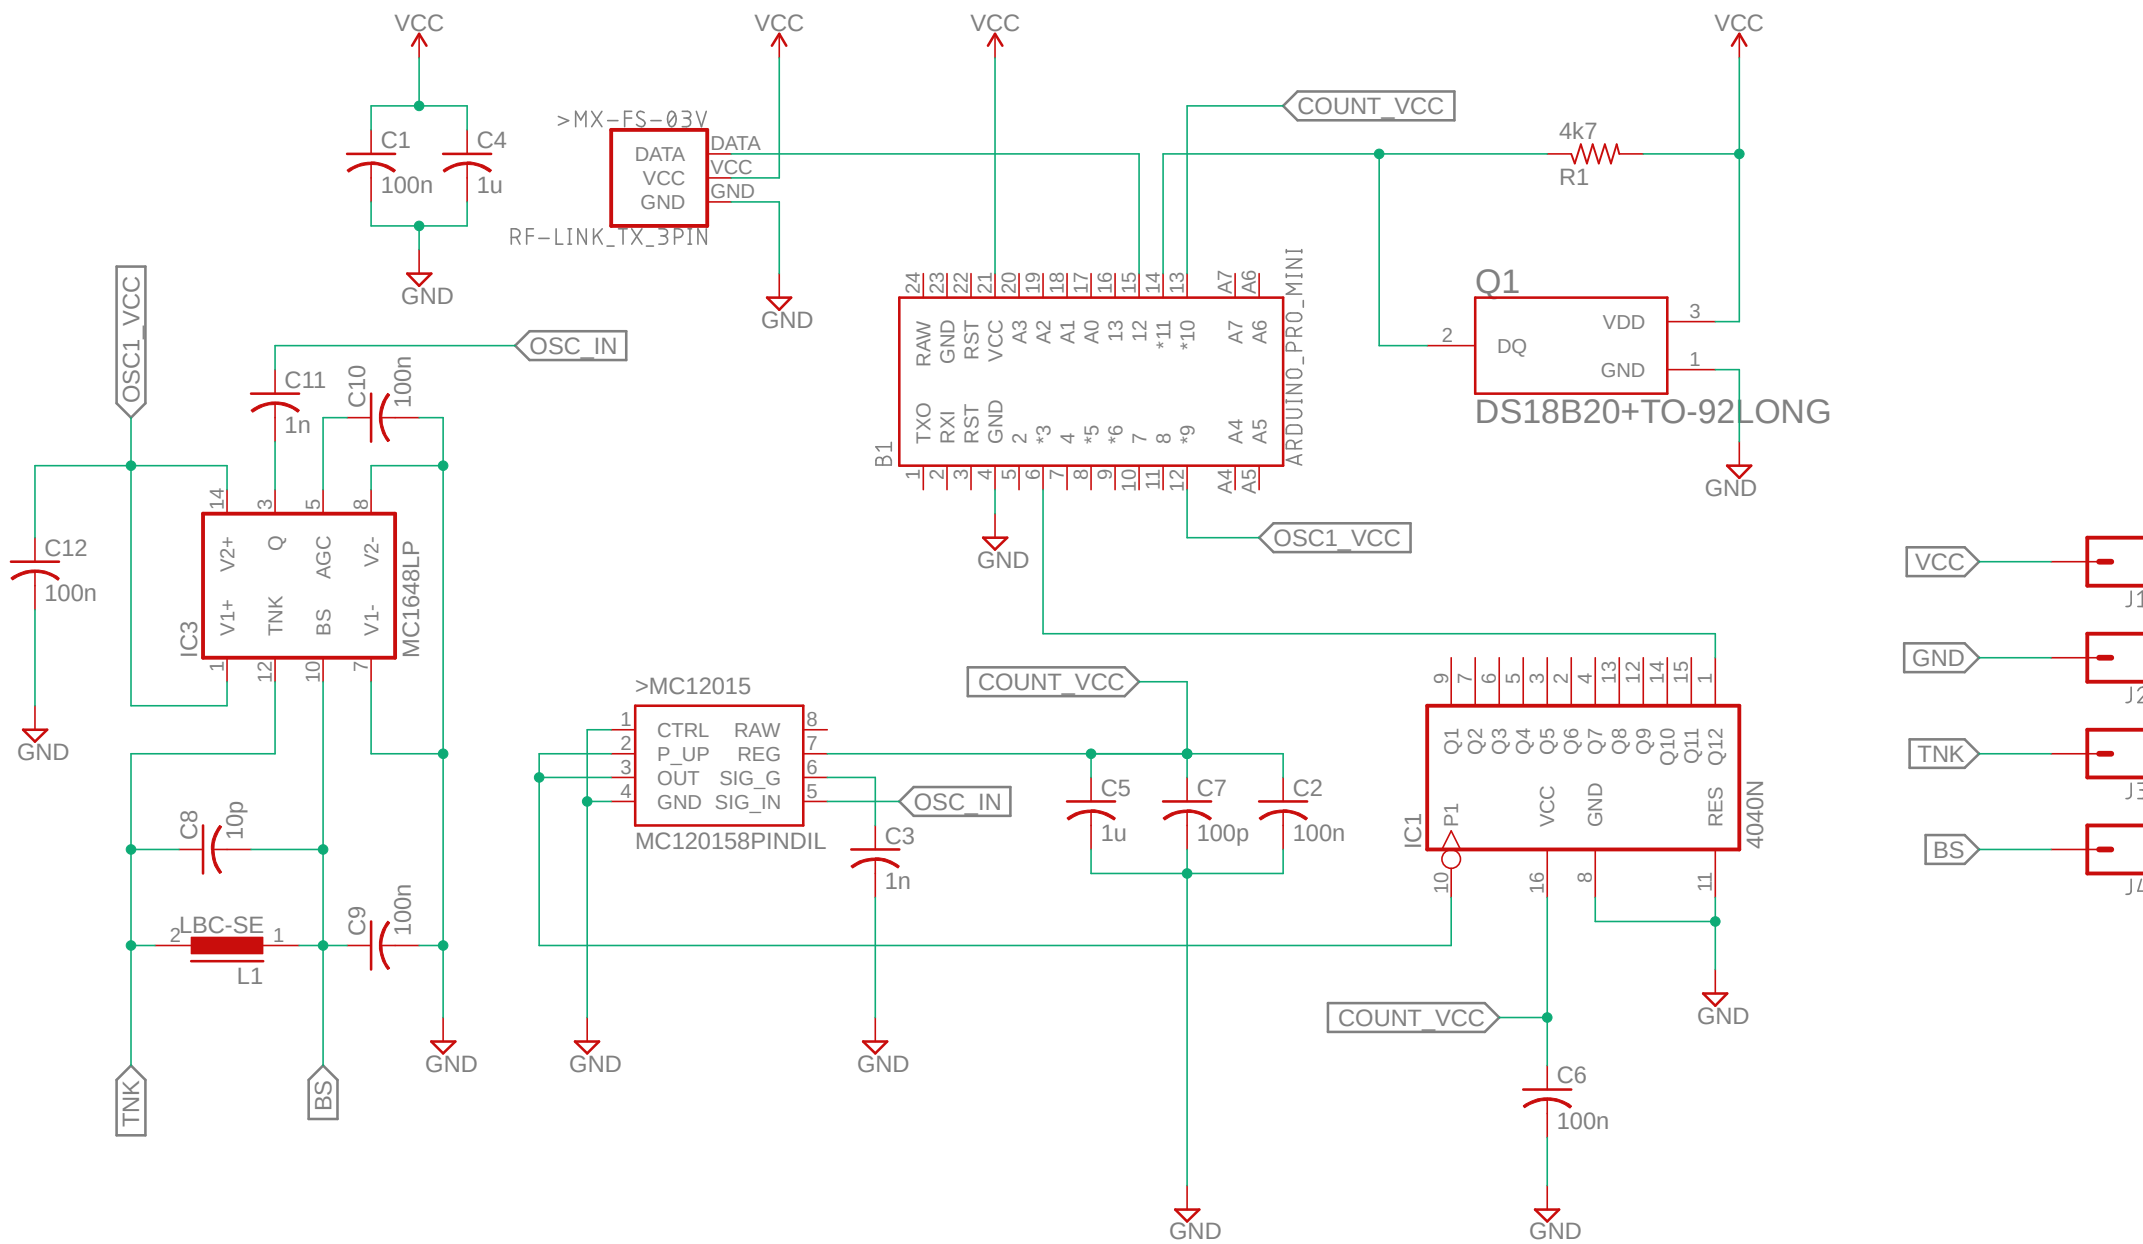 VCC
VCC
VCC
VCC
C1
100n
C4
1u
GND
>MX-FS-03V
DATA
VCC
GND
DATA
VCC
GND
RF-LINK_TX_3PIN
GND
COUNT_VCC
4k7
R1
Q1
2
DQ
VDD
GND
3
1
DS18B20+TO-92LONG
GND
24
23
22
21
20
19
18
17
16
15
14
13
A7
A6
RAW
GND
RST
VCC
A3
A2
A1
A0
13
12
*11
*10
A7
A6
TXO
RXI
RST
GND
2
*3
4
*5
*6
7
8
*9
A4
A5
B1
ARDUINO_PRO_MINI
1
2
3
4
5
6
7
8
9
10
11
12
A4
A5
GND
OSC1_VCC
OSC1_VCC
OSC_IN
C11
1n
C10
100n
C12
100n
GND
14
3
5
8
V2+
Q
AGC
V2-
V1+
TNK
BS
V1-
IC3
MC1648LP
1
12
10
7
C8
10p
LBC-SE
2
1
L1
C9
100n
GND
TNK
BS
>MC12015
1
2
3
4
CTRL
P_UP
OUT
GND
RAW
REG
SIG_G
SIG_IN
8
7
6
5
MC120158PINDIL
GND
OSC_IN
C3
1n
GND
COUNT_VCC
C5
1u
C7
100p
C2
100n
GND
9
7
6
5
3
2
4
13
12
14
15
1
Q1
Q2
Q3
Q4
Q5
Q6
Q7
Q8
Q9
Q10
Q11
Q12
P1
VCC
GND
RES
IC1
4040N
10
16
8
11
GND
COUNT_VCC
C6
100n
GND
VCC
J1
GND
J2
TNK
J3
BS
J4